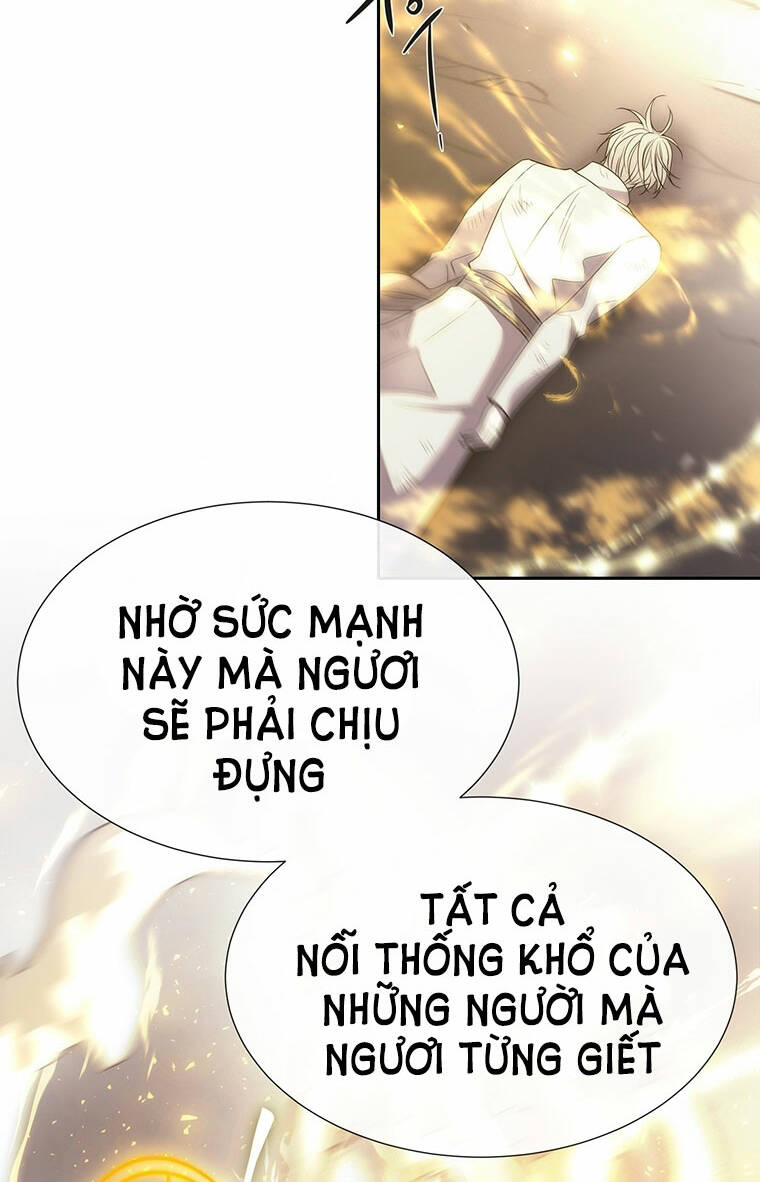 NHỜ SỨC MẠNH
NÀY MÀ NGƯƠI
SẼ PHẢI CHỊU
ĐỰNG
TẤT CẢ
NỖI THỐNG KHỔ CỦA
NHỮNG NGƯỜI MÀ
NGƯƠI TỪNG GIẾT